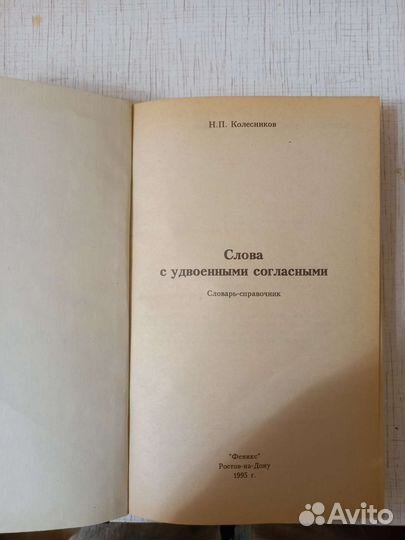 Н.П. Колесников
Слова
с удвоенными согласными
Словарь-справочник
"Феникс"
Ростов-на-Дону
1995 г.
Avito